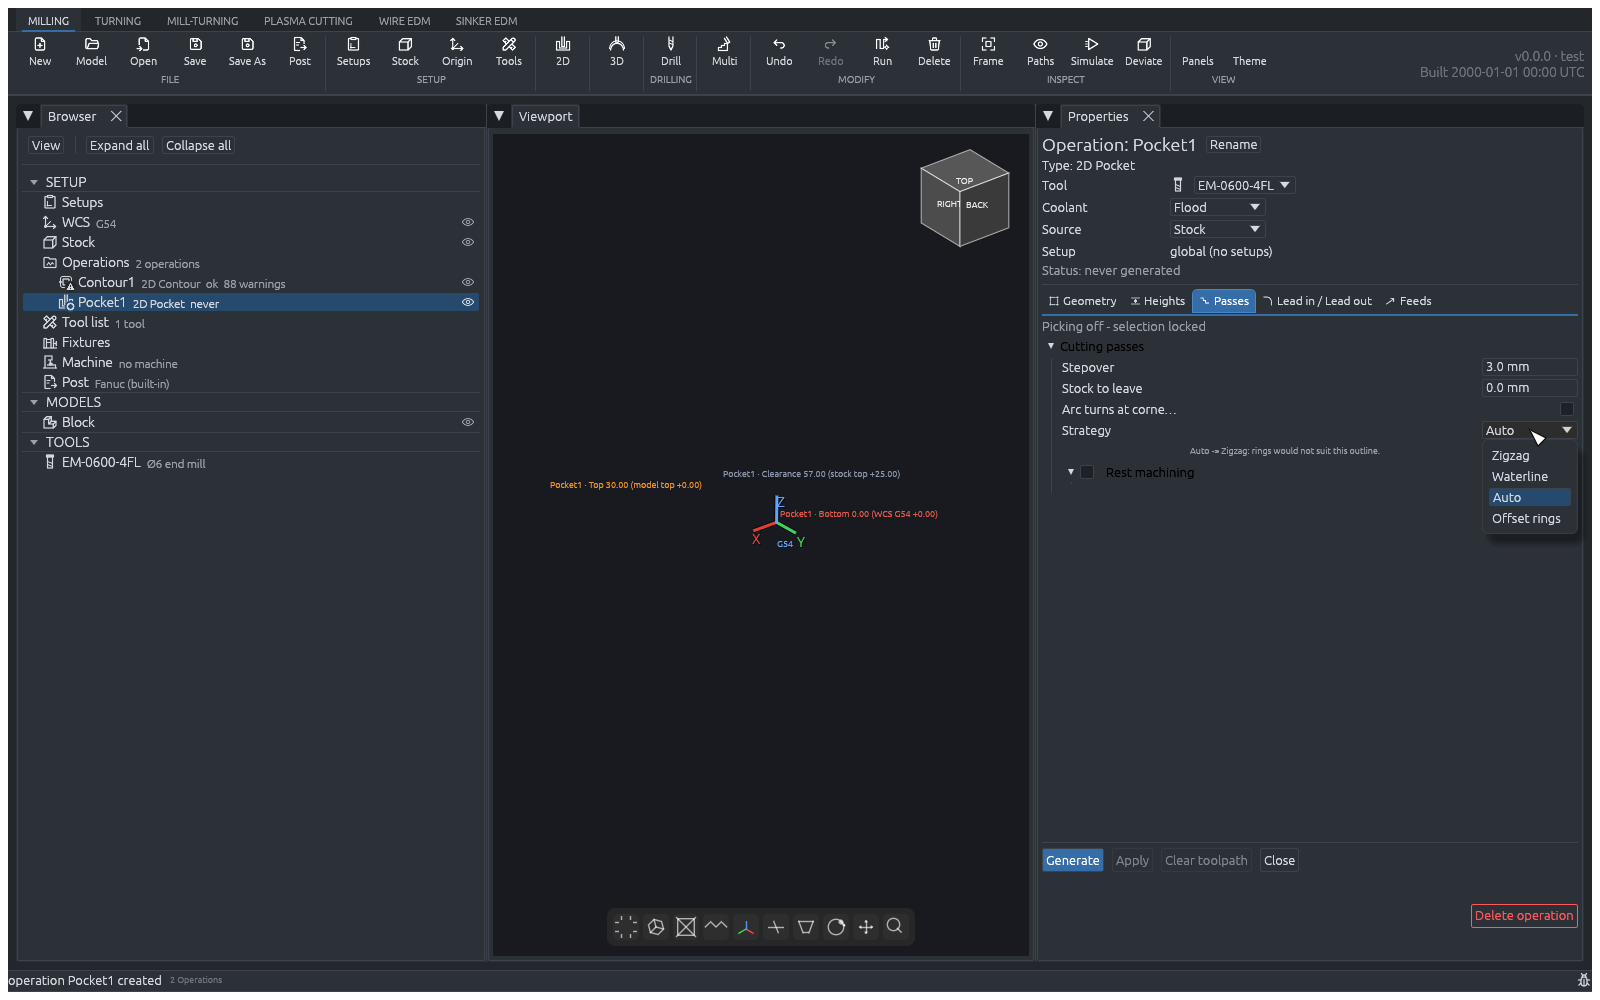 MILLING TURNING MILL-TURNING PLASMA CUTTING WIRE EDM SINKER EDM
New Model Open Save Save As Post Setups Stock Origin Tools 2D 3D Drill Multi Undo Redo Run Delete Frame Paths Simulate Deviate Panels Theme
FILE SETUP DRILLING MODIFY INSPECT VIEW
v0.0.0 · test
Built 2000-01-01 00:00 UTC
Browser
View Expand all Collapse all
SETUP
Setups
WCS G54
Stock
Operations 2 operations
Contour1 2D Contour ok 88 warnings
Pocket1 2D Pocket never
Tool list 1 tool
Fixtures
Machine no machine
Post Fanuc (built-in)
MODELS
Block
TOOLS
EM-0600-4FL Ø6 end mill
Viewport
TOP
RIGHT BACK
Pocket1 · Clearance 57.00 (stock top +25.00)
Pocket1 · Top 30.00 (model top +0.00)
Z
Pocket1 · Bottom 0.00 (WCS G54 +0.00)
X G54 Y
Properties
Operation: Pocket1 Rename
Type: 2D Pocket
Tool EM-0600-4FL
Coolant Flood
Source Stock
Setup global (no setups)
Status: never generated
Geometry Heights Passes Lead in / Lead out Feeds
Picking off - selection locked
Cutting passes
Stepover 3.0 mm
Stock to leave 0.0 mm
Arc turns at corne…
Strategy Auto
Auto → Zigzag: rings would not suit this outline.
Rest machining
Zigzag
Waterline
Auto
Offset rings
Generate Apply Clear toolpath Close
Delete operation
operation Pocket1 created 2 Operations